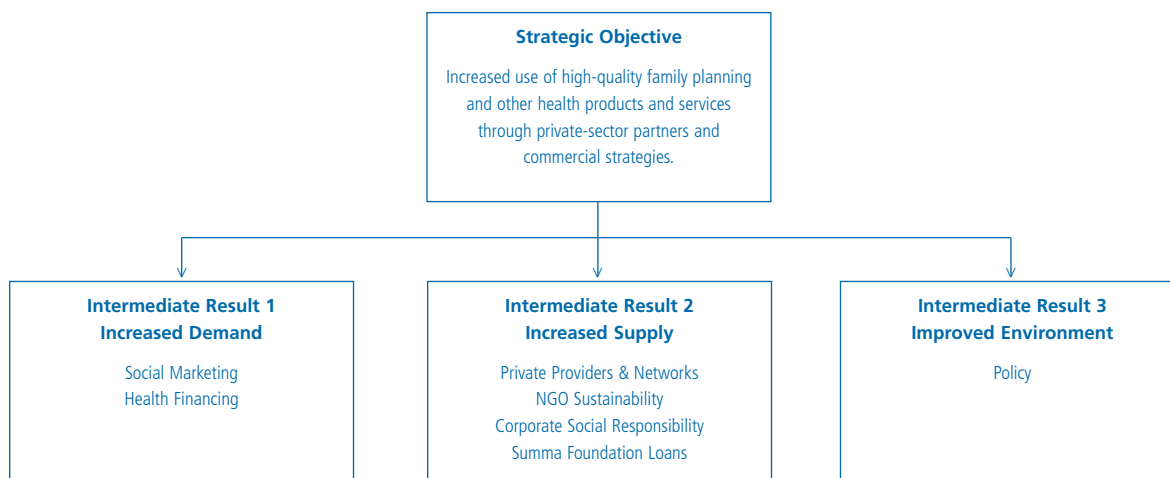 Strategic Objective
Increased use of high-quality family planning
and other health products and services
through private-sector partners and
commercial strategies.
Intermediate Result 1
Increased Demand
Social Marketing
Health Financing
Intermediate Result 2
Increased Supply
Private Providers & Networks
NGO Sustainability
Corporate Social Responsibility
Summa Foundation Loans
Intermediate Result 3
Improved Environment
Policy